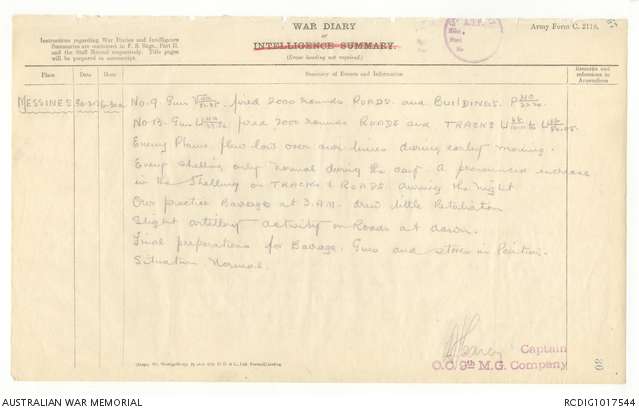 WAR DIARY
or
INTELLIGENCE SUMMARY.
(Erase heading not required.)
Army Form C. 2118.
Instructions regarding War Diaries and Intelligence
Summaries are contained in F. S. Regs., Part II.
and the Staff Manual respectively. Title pages
will be prepared in manuscript.
Place Date Hour Summary of Events and Information Remarks and
references to
Appendices
MESSINES No. 9 Gun fired 2000 rounds ROADS and BUILDINGS.
No. 13 Gun fired 2000 rounds ROADS and TRACKS
Enemy Planes flew low over our lines during early morning.
Enemy shelling only normal during the day. A pronounced increase
in the shelling on TRACKS & ROADS during the night
Our practice Barrage at 3.A.M. drew little Retaliation
Slight artillery activity on Roads at dawn.
Final preparations for Barage. Guns and stores in Position.
Situation Normal.
Captain
O.C. 9th M.G. Company
AUSTRALIAN WAR MEMORIAL
RCDIG1017544